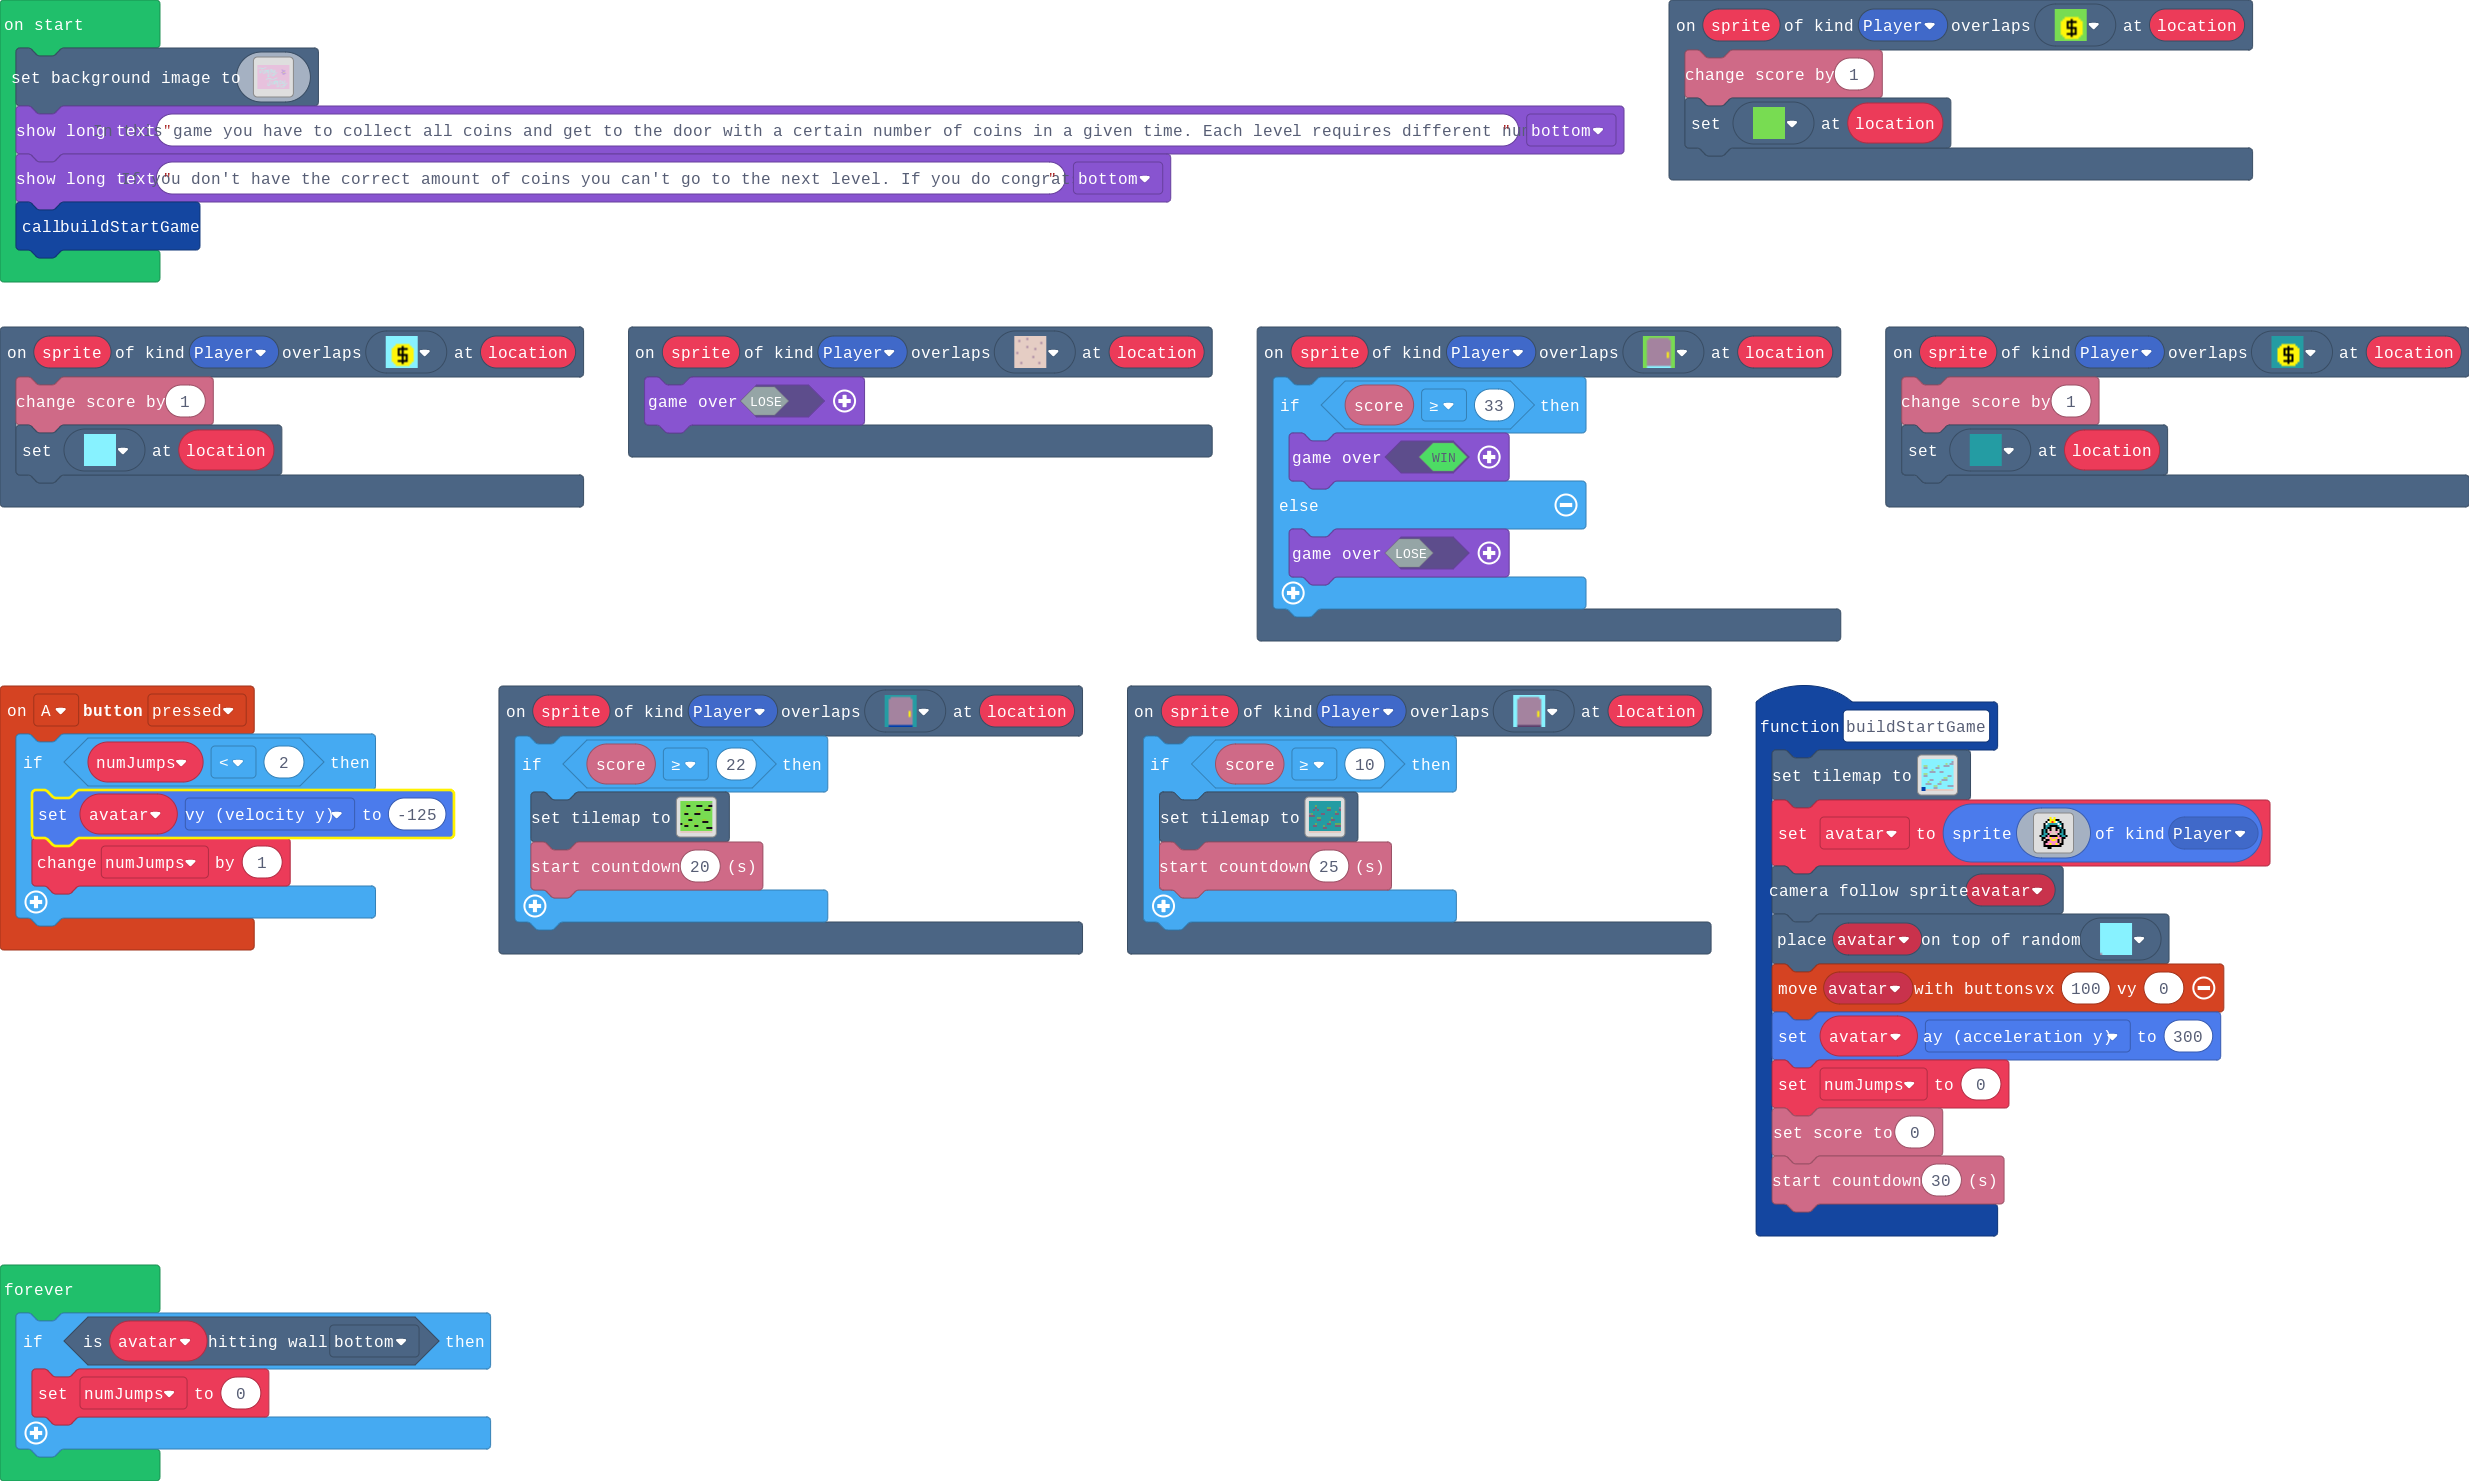 on start
set background image to
show long text "game you have to collect all coins and get to the door with a certain number of coins in a given time. Each level requires different " bottom
show long text "you don't have the correct amount of coins you can't go to the next level. If you do " bottom
call buildStartGame
on sprite of kind Player overlaps $ at location
change score by 1
set at location
on sprite of kind Player overlaps $ at location
change score by 1
set at location
on sprite of kind Player overlaps at location
game over LOSE
on sprite of kind Player overlaps at location
if score ≥ 33 then
game over WIN
else
game over LOSE
on sprite of kind Player overlaps $ at location
change score by 1
set at location
on A button pressed
if numJumps < 2 then
set avatar vy (velocity y) to -125
change numJumps by 1
on sprite of kind Player overlaps at location
if score ≥ 22 then
set tilemap to
start countdown 20 (s)
on sprite of kind Player overlaps at location
if score ≥ 10 then
set tilemap to
start countdown 25 (s)
function buildStartGame
set tilemap to
set avatar to sprite of kind Player
camera follow sprite avatar
place avatar on top of random
move avatar with buttons vx 100 vy 0
set avatar ay (acceleration y) to 300
set numJumps to 0
set score to 0
start countdown 30 (s)
forever
if is avatar hitting wall bottom then
set numJumps to 0